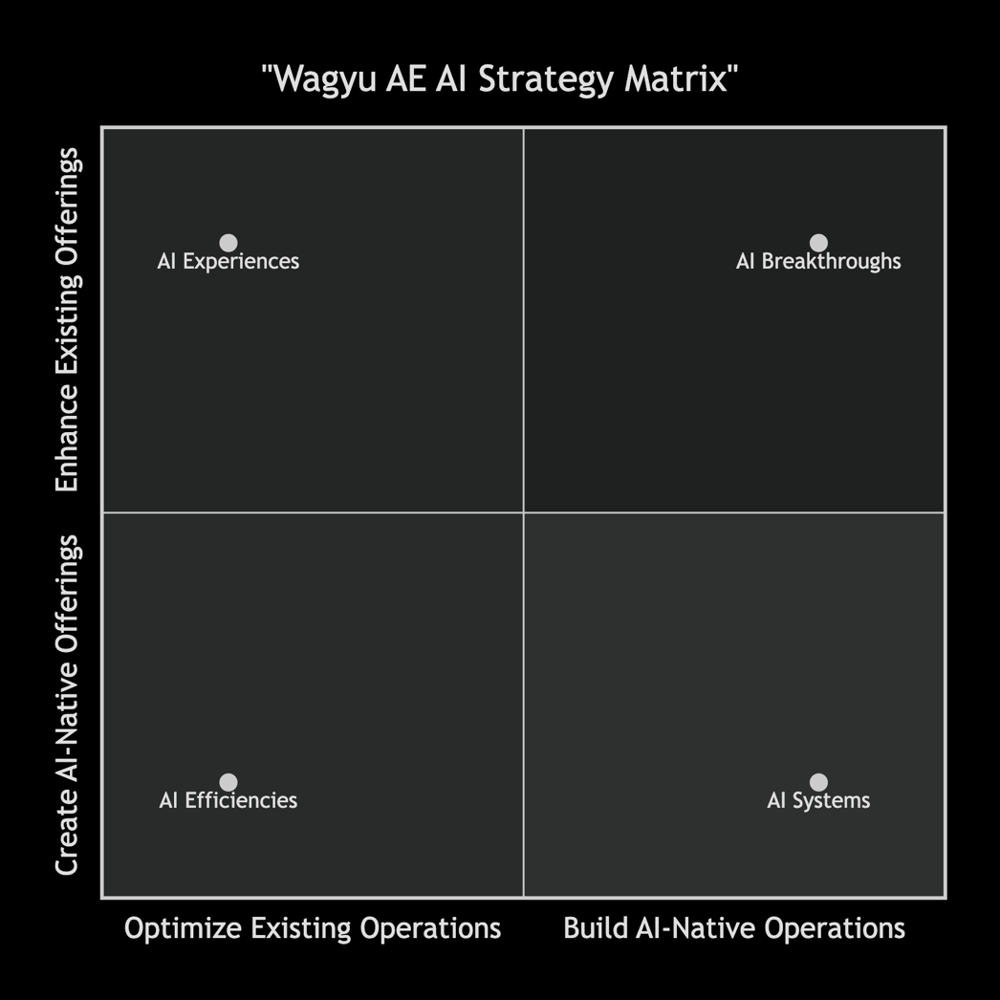 "Wagyu AE AI Strategy Matrix"
Enhance Existing Offerings
AI Experiences
AI Breakthroughs
Create AI-Native Offerings
AI Efficiencies
AI Systems
Optimize Existing Operations
Build AI-Native Operations